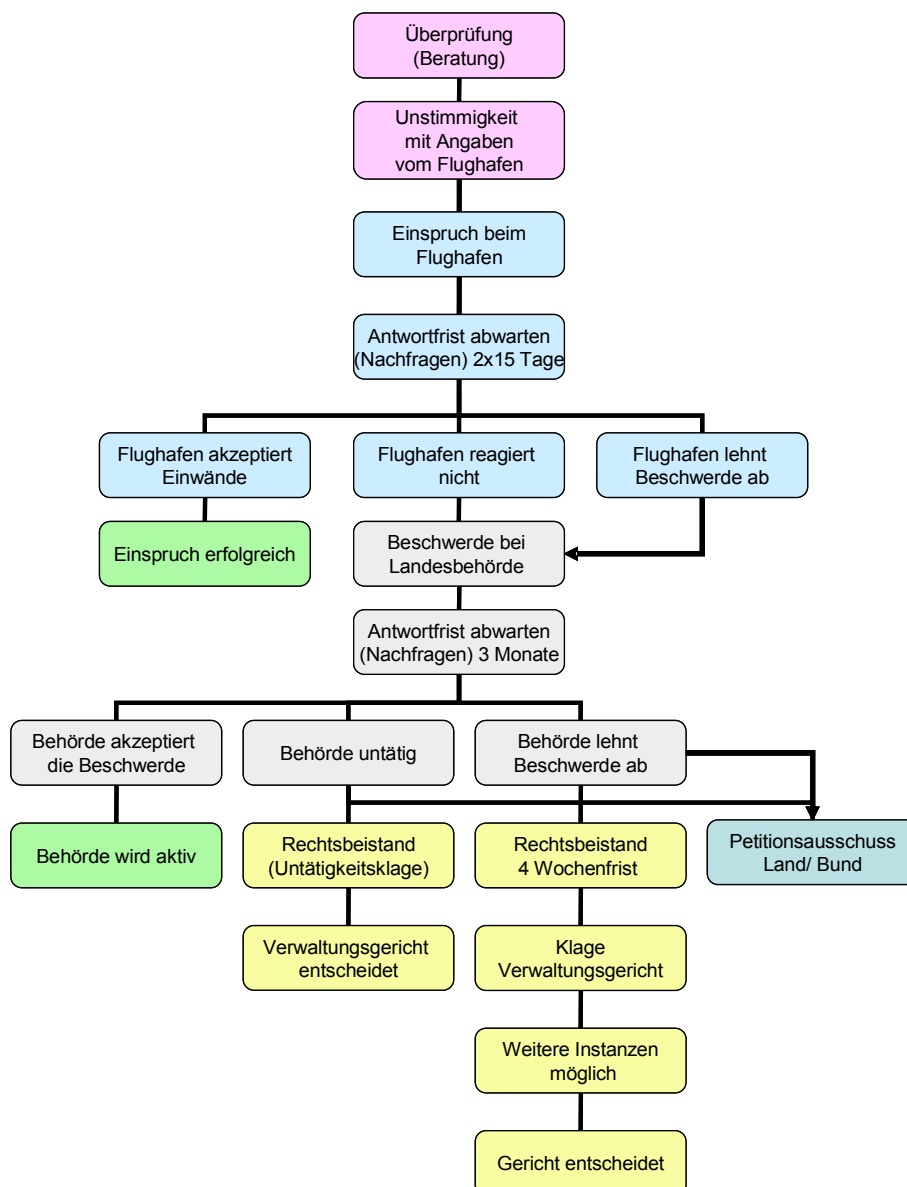 Überprüfung
(Beratung)
Unstimmigkeit
mit Angaben
vom Flughafen
Einspruch beim
Flughafen
Antwortfrist abwarten
(Nachfragen) 2x15 Tage
Flughafen akzeptiert
Einwände
Flughafen reagiert
nicht
Flughafen lehnt
Beschwerde ab
Einspruch erfolgreich
Beschwerde bei
Landesbehörde
Antwortfrist abwarten
(Nachfragen) 3 Monate
Behörde akzeptiert
die Beschwerde
Behörde untätig
Behörde lehnt
Beschwerde ab
Behörde wird aktiv
Rechtsbeistand
(Untätigkeitsklage)
Rechtsbeistand
4 Wochenfrist
Petitionsausschuss
Land/ Bund
Verwaltungsgericht
entscheidet
Klage
Verwaltungsgericht
Weitere Instanzen
möglich
Gericht entscheidet